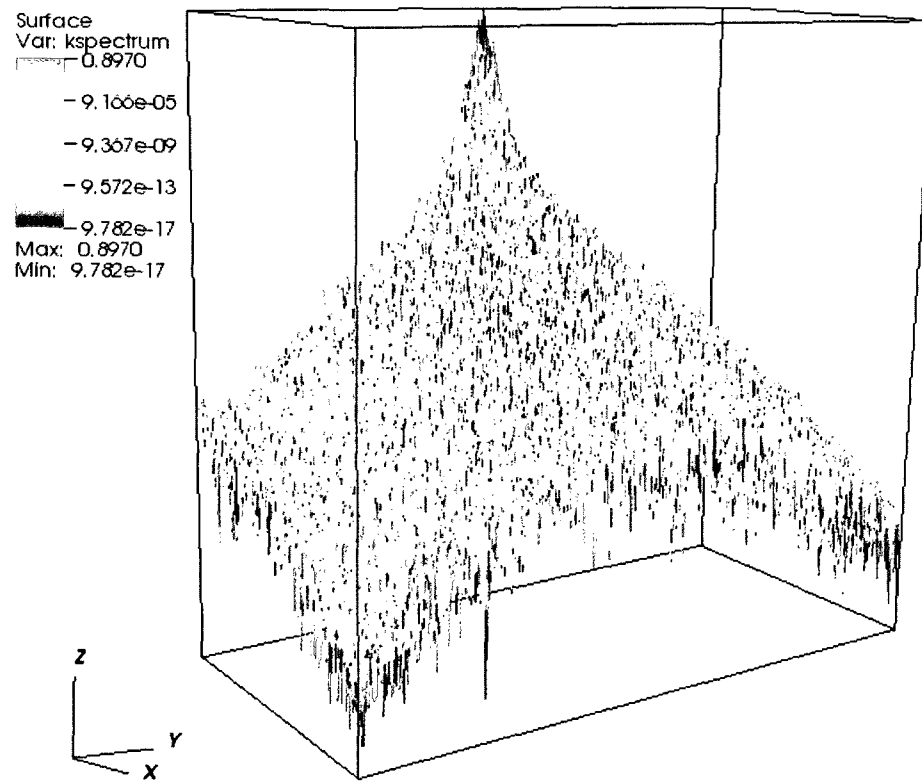 Surface
Var: kspectrum
0.8970
9.166e-05
9.367e-09
9.572e-13
9.782e-17
Max: 0.8970
Min: 9.782e-17
Z
Y
X